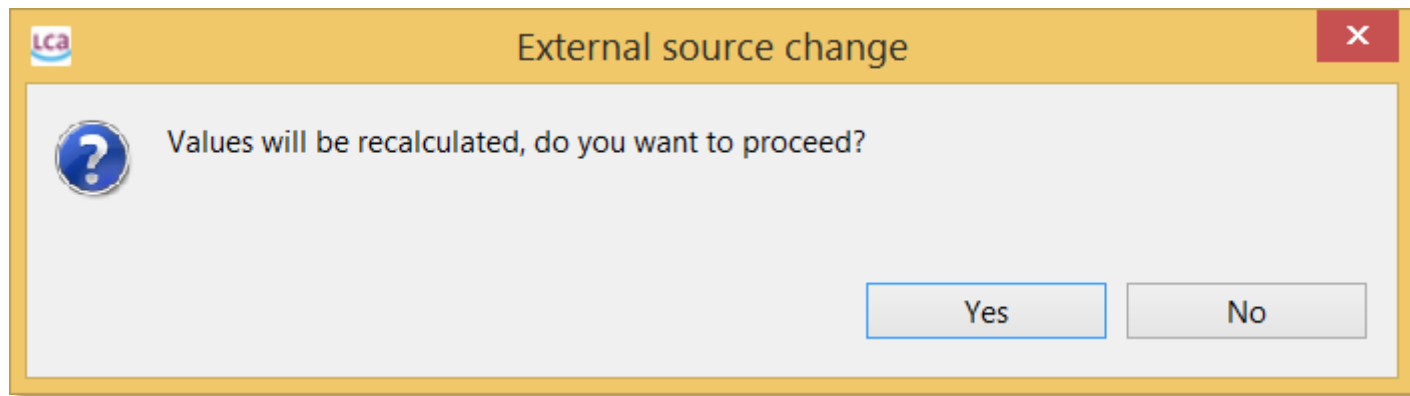 LCA
External source change
Values will be recalculated, do you want to proceed?
Yes
No